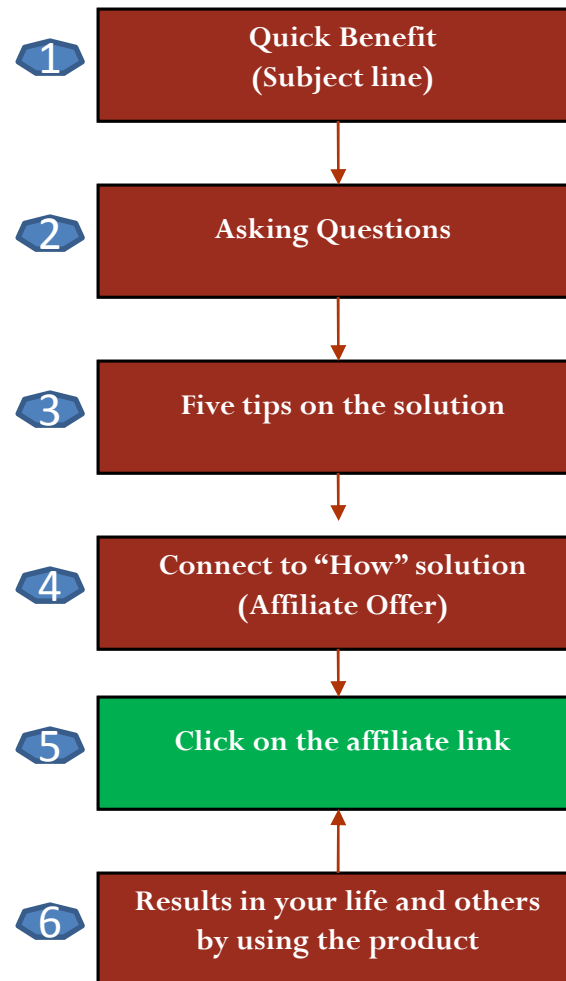 1
Quick Benefit
(Subject line)
2
Asking Questions
3
Five tips on the solution
4
Connect to “How” solution
(Affiliate Offer)
5
Click on the affiliate link
6
Results in your life and others
by using the product